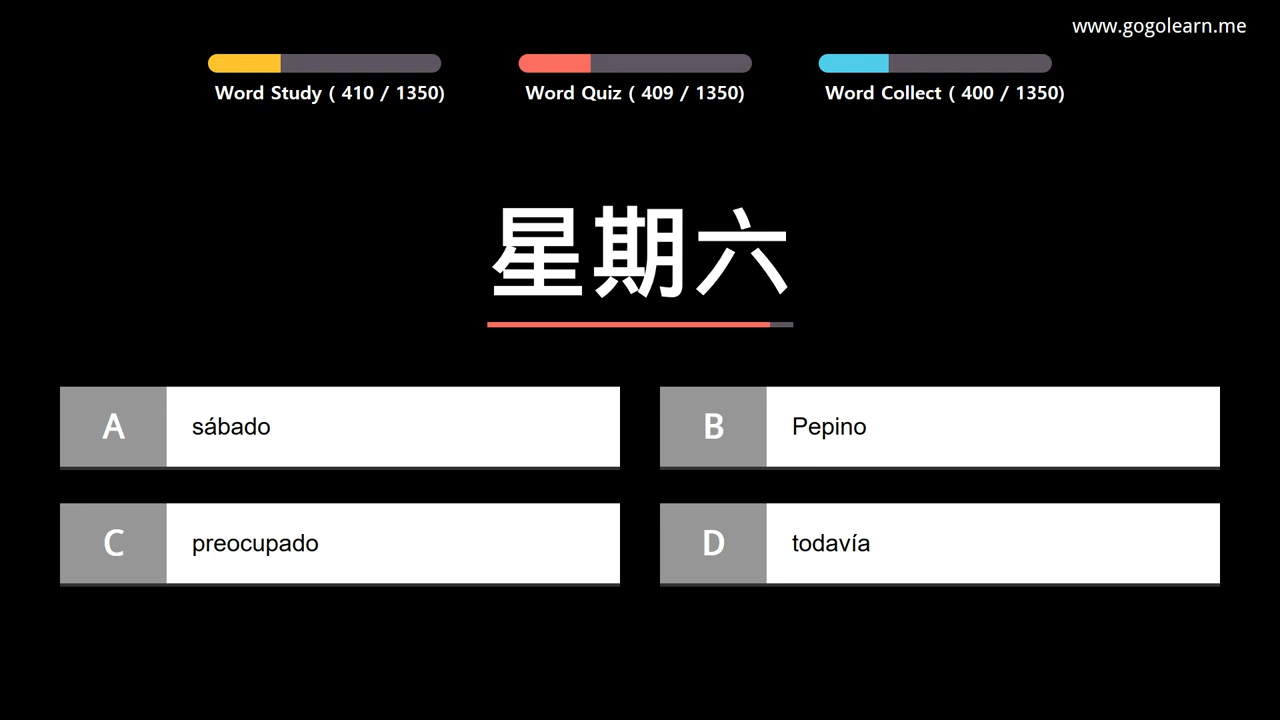 www.gogolearn.me
Word Study ( 410 / 1350)
Word Quiz ( 409 / 1350)
Word Collect ( 400 / 1350)
星期六
A sábado
B Pepino
C preocupado
D todavía